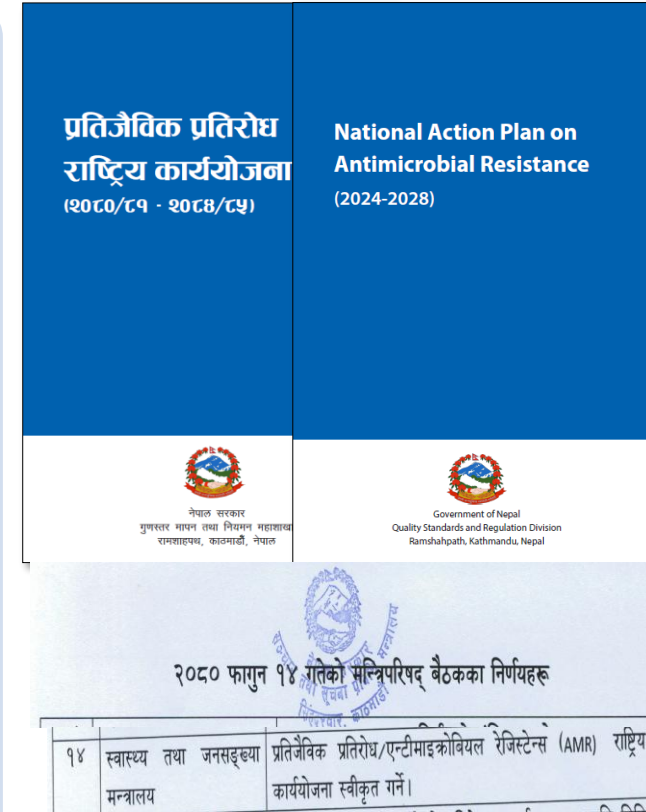 प्रतिजैविक प्रतिरोध
राष्ट्रिय कार्ययोजना
(२०८०/८१ - २०८४/८५)
नेपाल सरकार
गुणस्तर मापन तथा नियमन महाशाखा
रामशाहपथ, काठमाडौं, नेपाल
National Action Plan on
Antimicrobial Resistance
(2024-2028)
Government of Nepal
Quality Standards and Regulation Division
Ramshahpath, Kathmandu, Nepal
२०८० फागुन १४ गतेको मन्त्रिपरिषद् बैठकका निर्णयहरू
१४ स्वास्थ्य तथा जनसङ्ख्या प्रतिजैविक प्रतिरोध/एन्टीमाइक्रोबियल रेजिस्टेन्स (AMR) राष्ट्रिय
मन्त्रालय कार्ययोजना स्वीकृत गर्ने।